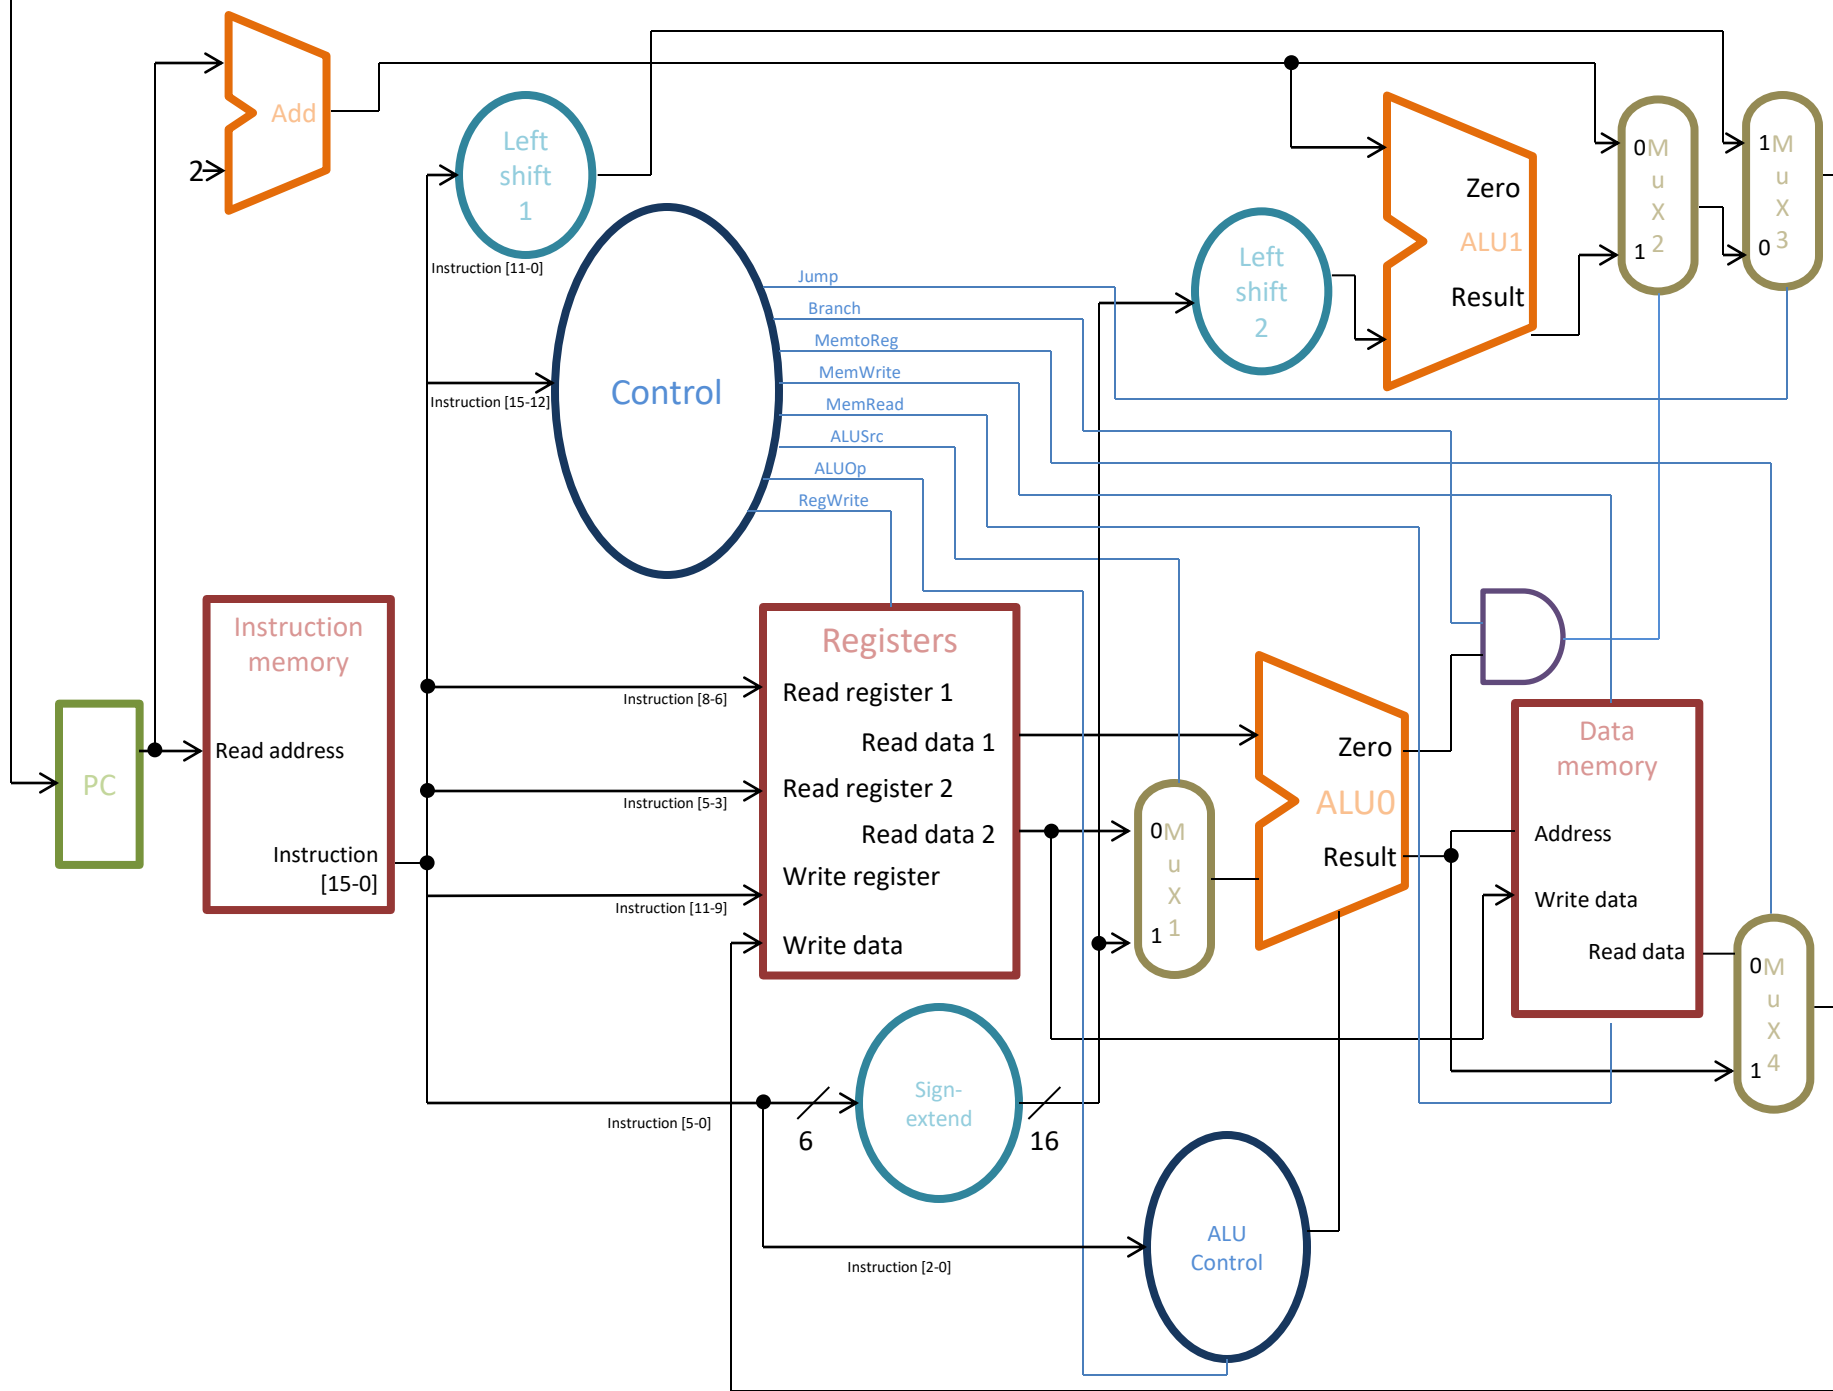 Add
2
Left
shift
1
Instruction [11-0]
Control
Instruction [15-12]
Jump
Branch
MemtoReg
MemWrite
MemRead
ALUSrc
ALUOp
RegWrite
Left
shift
2
Zero
ALU1
Result
0M
u
X
1 2
1M
u
X
0 3
PC
Instruction
memory
Read address
Instruction
[15-0]
Instruction [8-6]
Instruction [5-3]
Instruction [11-9]
Registers
Read register 1
Read data 1
Read register 2
Read data 2
Write register
Write data
0M
u
X
1 1
Zero
ALU0
Result
Data
memory
Address
Write data
Read data
0M
u
X
1 4
Instruction [5-0]
6
Sign-
extend
16
Instruction [2-0]
ALU
Control